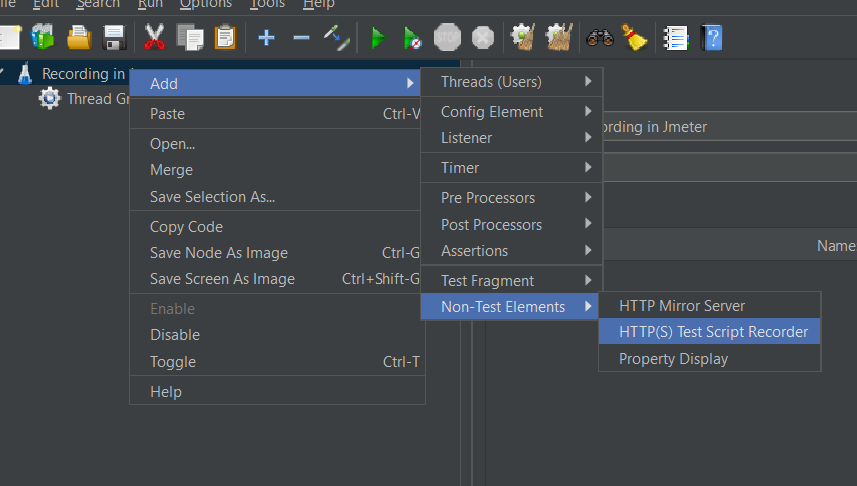 Edit Search Run Options Tools Help
Recording in
Thread
Add
Paste Ctrl-V
Open...
Merge
Save Selection As...
Copy Code
Save Node As Image Ctrl-G
Save Screen As Image Ctrl+Shift-G
Enable
Disable
Toggle Ctrl-T
Help
Threads (Users)
Config Element
Listener
Timer
Pre Processors
Post Processors
Assertions
Test Fragment
Non-Test Elements
HTTP Mirror Server
HTTP(S) Test Script Recorder
Property Display
ording in Jmeter
Name